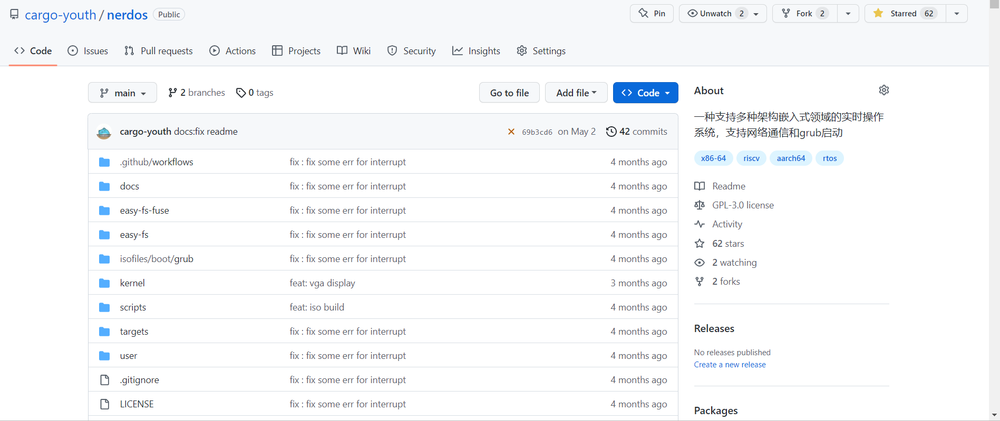 cargo-youth / nerdos Public
Pin Unwatch 2 Fork 2 Starred 62
Code Issues Pull requests Actions Projects Wiki Security Insights Settings
main 2 branches 0 tags Go to file Add file Code
cargo-youth docs:fix readme 69b3cd6 on May 2 42 commits
.github/workflows fix : fix some err for interrupt 4 months ago
docs fix : fix some err for interrupt 4 months ago
easy-fs-fuse fix : fix some err for interrupt 4 months ago
easy-fs fix : fix some err for interrupt 4 months ago
isofiles/boot/grub fix : fix some err for interrupt 4 months ago
kernel feat: vga display 3 months ago
scripts feat: iso build 4 months ago
targets fix : fix some err for interrupt 4 months ago
user fix : fix some err for interrupt 4 months ago
.gitignore fix : fix some err for interrupt 4 months ago
LICENSE fix : fix some err for interrupt 4 months ago
About
一种支持多种架构嵌入式领域的实时操作
系统，支持网络通信和grub启动
x86-64 riscv aarch64 rtos
Readme
GPL-3.0 license
Activity
62 stars
2 watching
2 forks
Releases
No releases published
Create a new release
Packages